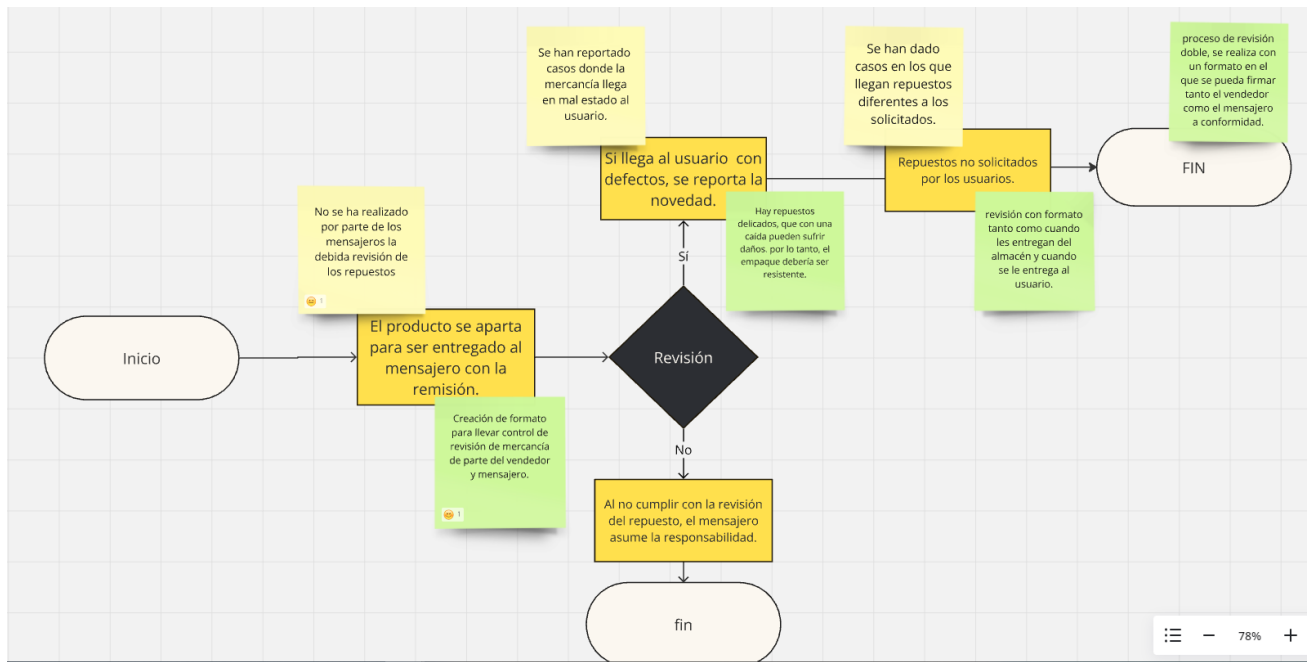 Se han reportado
casos donde la
mercancía llega
en mal estado al
usuario.
Se han dado
casos en los que
llegan repuestos
diferentes a los
solicitados.
proceso de revisión
doble, se realiza con
un formato en el
que se pueda firmar
tanto el vendedor
como el mensajero
a conformidad.
Si llega al usuario con
defectos, se reporta la
novedad.
Repuestos no solicitados
por los usuarios.
FIN
No se ha realizado
por parte de los
mensajeros la
debida revisión de
los repuestos
1
Hay repuestos
delicados, que con una
caída pueden sufrir
daños. por lo tanto, el
empaque debería ser
resistente.
revisión con formato
tanto como cuando
les entregan del
almacén y cuando
se le entrega al
usuario.
Sí
Inicio
El producto se aparta
para ser entregado al
mensajero con la
remisión.
Revisión
Creación de formato
para llevar control de
revisión de mercancía
de parte del vendedor
y mensajero.
1
No
Al no cumplir con la revisión
del repuesto, el mensajero
asume la responsabilidad.
fin
78%